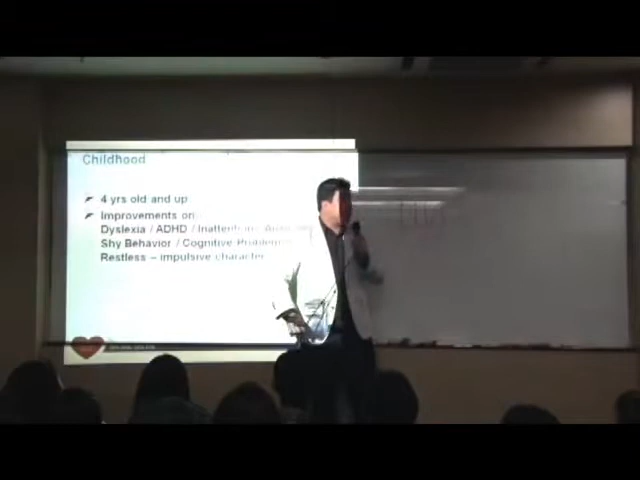 Childhood
4 yrs old and up
Improvements on
Dyslexia / ADHD / Inattention
Shy Behavior / Cognitive Problems
Restless – impulsive character